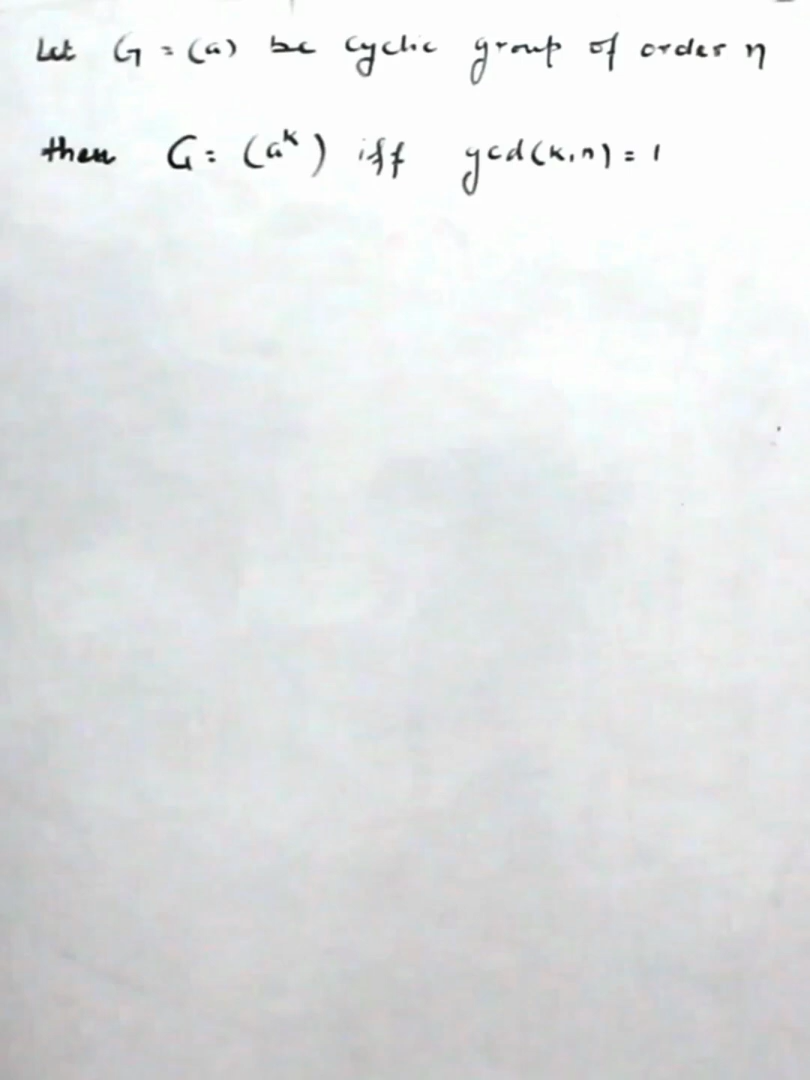 Let G = (a) be cyclic group of order n
then G = (a^k) iff gcd(k,n) = 1